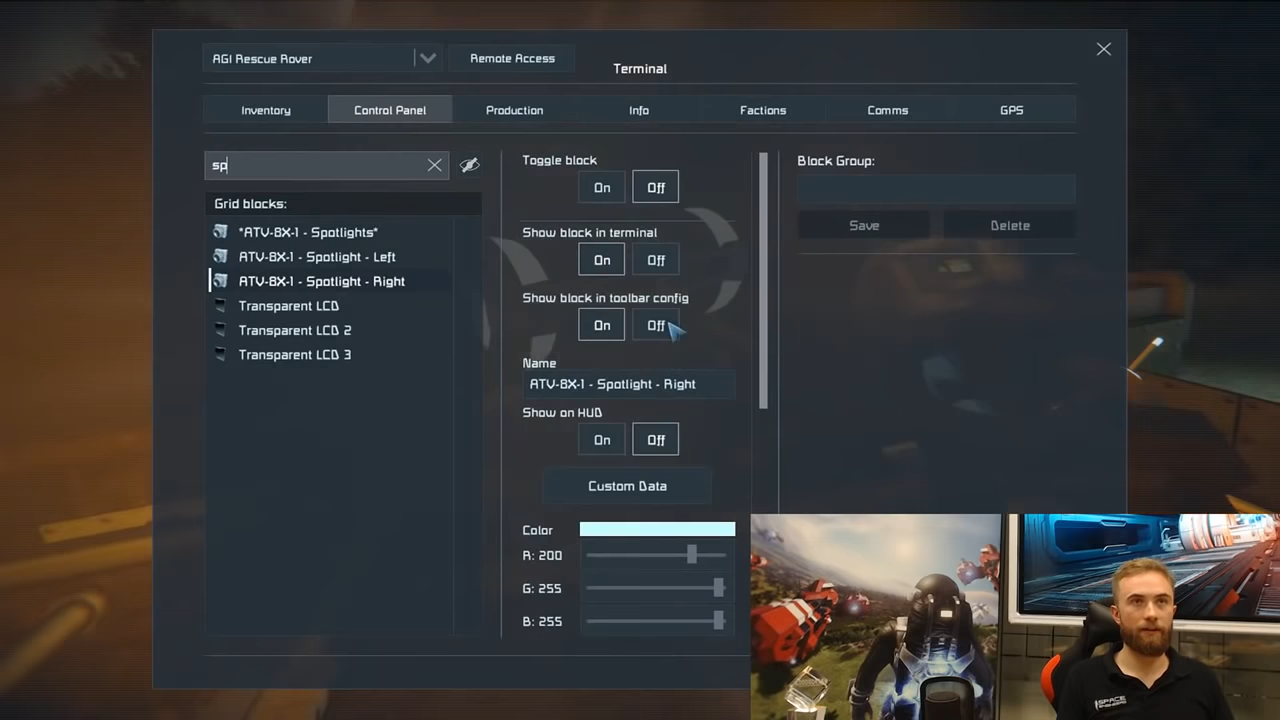 AGI Rescue Rover
Remote Access
Terminal
Inventory
Control Panel
Production
Info
Factions
Comms
GPS
sp
Grid blocks:
*ATV-BX-1 - Spotlights*
ATV-BX-1 - Spotlight - Left
ATV-BX-1 - Spotlight - Right
Transparent LCD
Transparent LCD 2
Transparent LCD 3
Toggle block
On Off
Show block in terminal
On Off
Show block in toolbar config
On Off
Name
ATV-BX-1 - Spotlight - Right
Show on HUD
On Off
Custom Data
Color
R: 200
G: 255
B: 255
Block Group:
Save Delete
SPACE
ENGINEERS